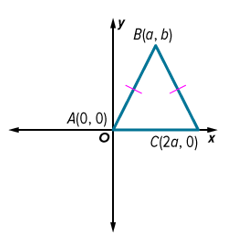 y
B(a, b)
A(0, 0)
O
C(2a, 0)
x